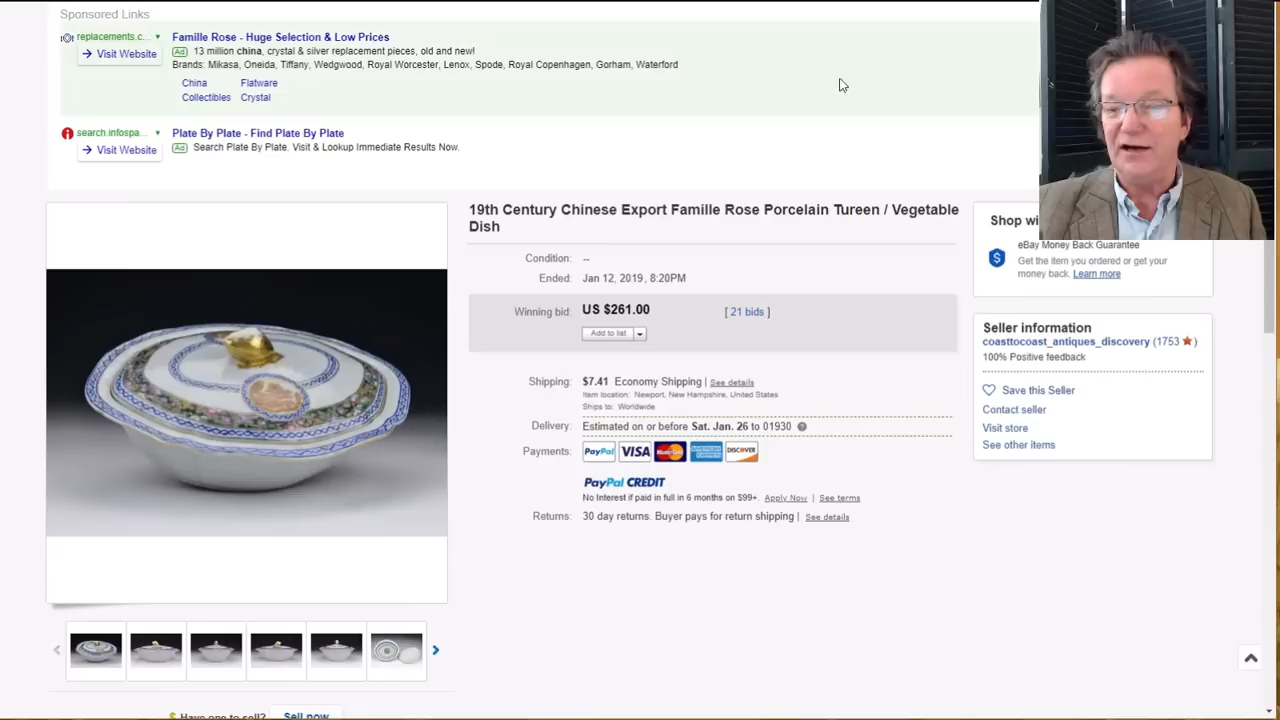 Sponsored Links
replacements.c...
Visit Website
Famille Rose - Huge Selection & Low Prices
Ad 13 million china, crystal & silver replacement pieces, old and new!
Brands: Mikasa, Oneida, Tiffany, Wedgwood, Royal Worcester, Lenox, Spode, Royal Copenhagen, Gorham, Waterford
China Flatware
Collectibles Crystal
search.infospa...
Visit Website
Plate By Plate - Find Plate By Plate
Ad Search Plate By Plate. Visit & Lookup Immediate Results Now.
19th Century Chinese Export Famille Rose Porcelain Tureen / Vegetable
Dish
Condition: --
Ended: Jan 12, 2019, 8:20PM
Winning bid: US $261.00 [ 21 bids ]
Add to list
Shipping: $7.41 Economy Shipping | See details
Item location: Newport, New Hampshire, United States
Ships to: Worldwide
Delivery: Estimated on or before Sat. Jan. 26 to 01930
Payments: PayPal VISA MasterCard DISCOVER
PayPal CREDIT
No Interest if paid in full in 6 months on $99+. Apply Now | See terms
Returns: 30 day returns. Buyer pays for return shipping | See details
Shop wi
eBay Money Back Guarantee
Get the item you ordered or get your
money back. Learn more
Seller information
coasttocoast_antiques_discovery (1753 )
100% Positive feedback
Save this Seller
Contact seller
Visit store
See other items
Have one to sell? Sell now